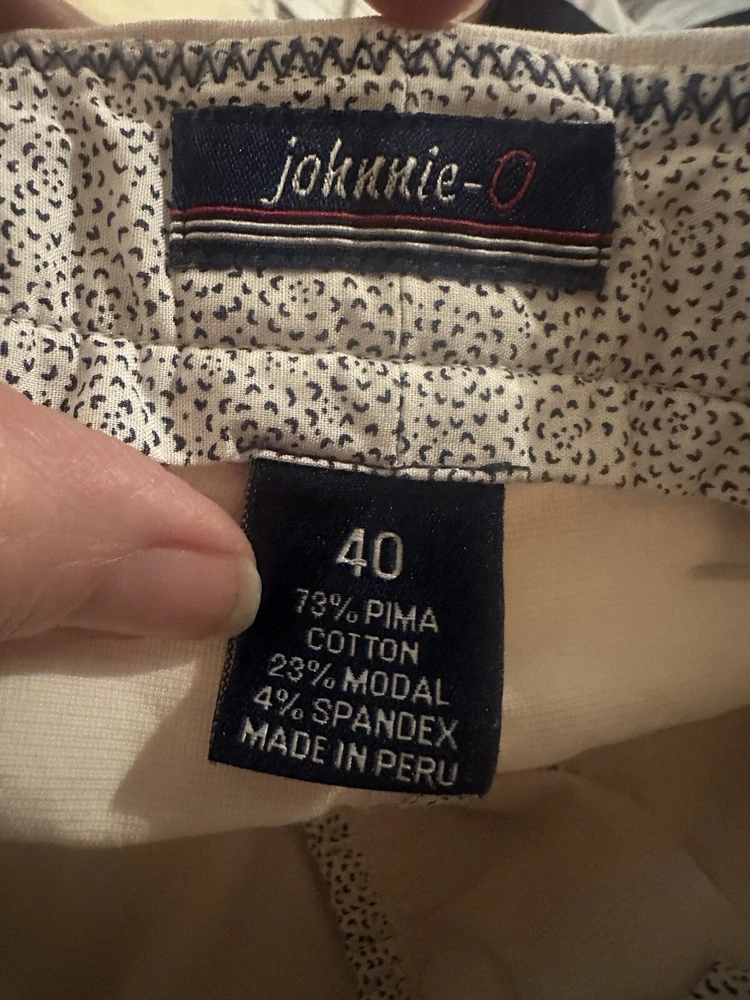 johnnie-O
40
73% PIMA
COTTON
23% MODAL
4% SPANDEX
MADE IN PERU